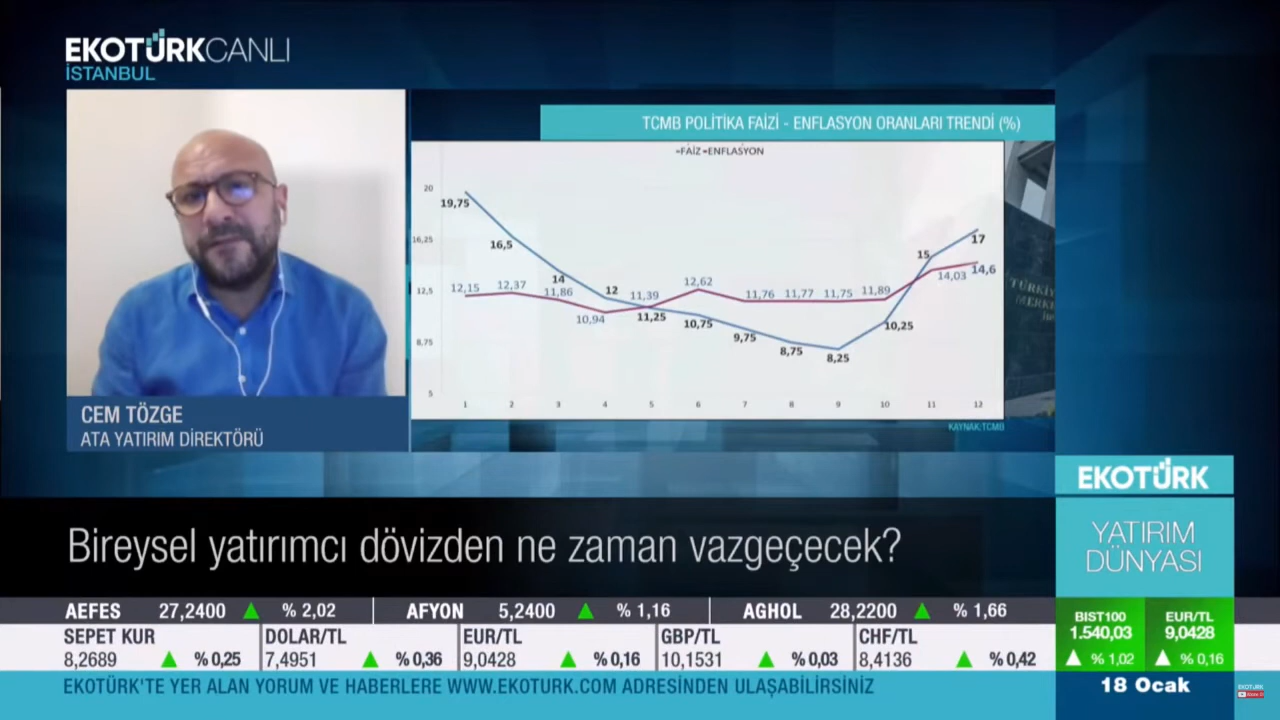 EKOTÜRK CANLI
İSTANBUL
TCMB POLİTİKA FAİZİ - ENFLASYON ORANLARI TRENDİ (%)
FAİZ ENFLASYON
20
16,25
12,5
8,75
5
19,75
16,5
14
12
11,25
10,75
9,75
8,75
8,25
10,25
15
17
12,15
12,37
11,86
10,94
11,39
12,62
11,76
11,77
11,75
11,89
14,03
14,6
1 2 3 4 5 6 7 8 9 10 11 12
TÜRKİYE
MERKE
KAYNAK:TCMB
CEM TÖZGE
ATA YATIRIM DİREKTÖRÜ
EKOTÜRK
YATIRIM
DÜNYASI
Bireysel yatırımcı dövizden ne zaman vazgeçecek?
AEFES 27,2400 % 2,02 AFYON 5,2400 % 1,16 AGHOL 28,2200 % 1,66
SEPET KUR DOLAR/TL EUR/TL GBP/TL CHF/TL
8,2689 % 0,25 7,4951 % 0,36 9,0428 % 0,16 10,1531 % 0,03 8,4136 % 0,42
BIST100 EUR/TL
1.540,03 9,0428
% 1,02 % 0,16
EKOTÜRK'TE YER ALAN YORUM VE HABERLERE WWW.EKOTURK.COM ADRESİNDEN ULAŞABİLİRSİNİZ
18 Ocak
EKOTÜRK